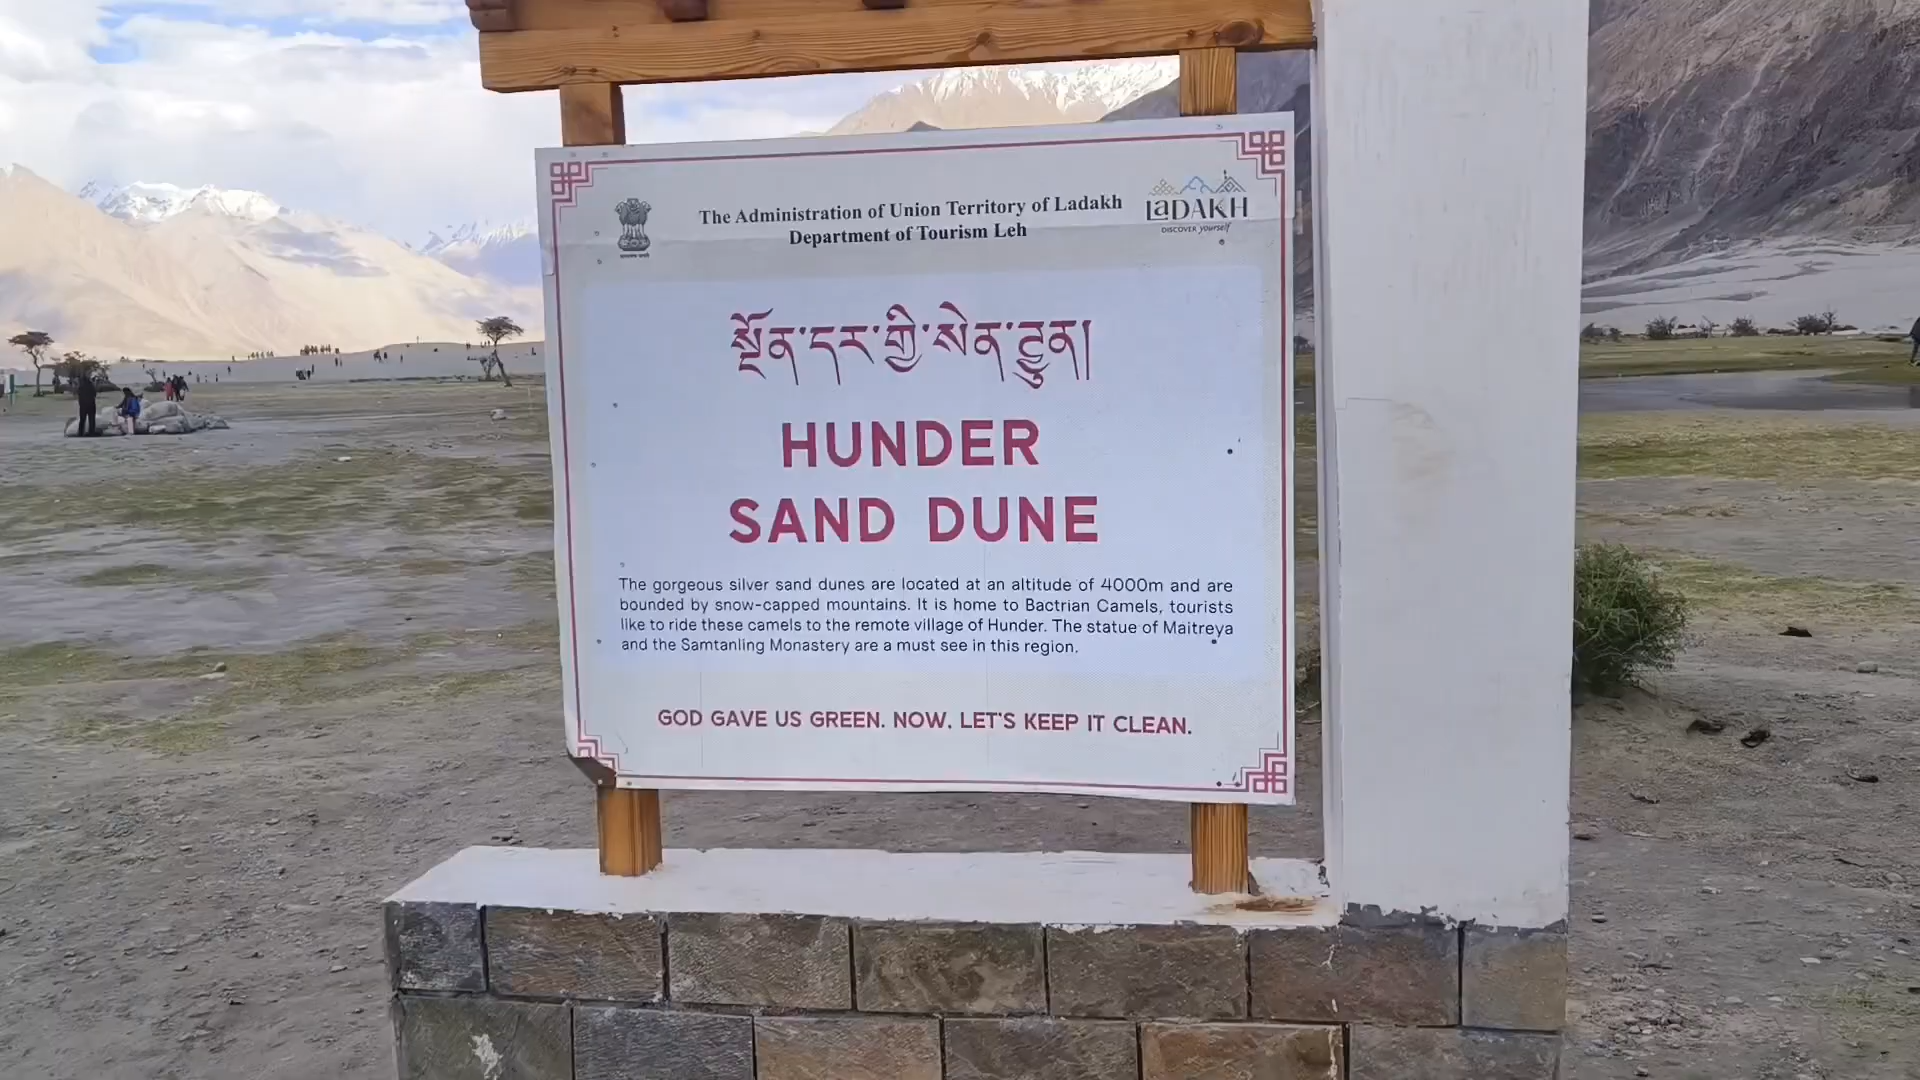 The Administration of Union Territory of Ladakh
Department of Tourism Leh
LaDAKH
DISCOVER yourself
སྔོན་དར་གྱི་སེན་ཌུན།
HUNDER
SAND DUNE
The gorgeous silver sand dunes are located at an altitude of 4000m and are
bounded by snow-capped mountains. It is home to Bactrian Camels, tourists
like to ride these camels to the remote village of Hunder. The statue of Maitreya
and the Samtanling Monastery are a must see in this region.
GOD GAVE US GREEN. NOW. LET'S KEEP IT CLEAN.